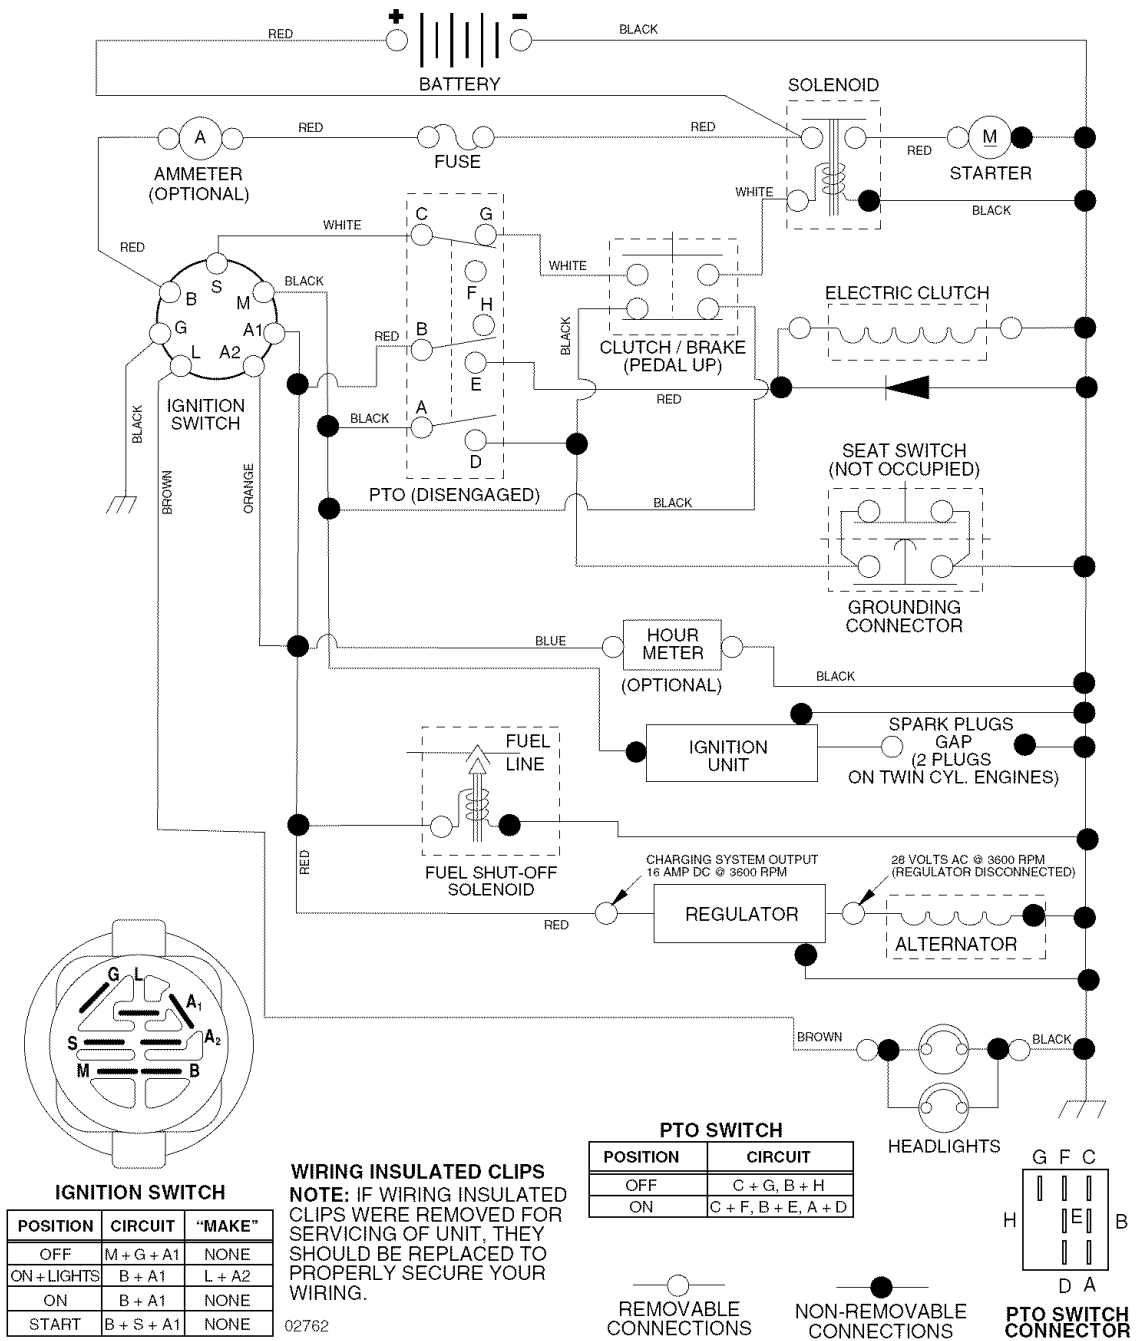 + -
RED
BLACK
BATTERY
SOLENOID
A
RED
FUSE
RED
RED
M
STARTER
AMMETER
(OPTIONAL)
WHITE
BLACK
RED
WHITE
C G
F
H
B
E
A
D
WHITE
BLACK
B S M
G A1
L A2
IGNITION
SWITCH
RED
BLACK
PTO (DISENGAGED)
BLACK
CLUTCH / BRAKE
(PEDAL UP)
ELECTRIC CLUTCH
RED
BLACK
BROWN
ORANGE
BLACK
SEAT SWITCH
(NOT OCCUPIED)
GROUNDING
CONNECTOR
BLUE
HOUR
METER
(OPTIONAL)
BLACK
IGNITION
UNIT
SPARK PLUGS
GAP
(2 PLUGS
ON TWIN CYL. ENGINES)
FUEL
LINE
FUEL SHUT-OFF
SOLENOID
RED
CHARGING SYSTEM OUTPUT
16 AMP DC @ 3600 RPM
28 VOLTS AC @ 3600 RPM
(REGULATOR DISCONNECTED)
RED
REGULATOR
ALTERNATOR
BROWN
BLACK
HEADLIGHTS
G L
A1
S A2
M B
IGNITION SWITCH
POSITION CIRCUIT “MAKE”
OFF M + G + A1 NONE
ON + LIGHTS B + A1 L + A2
ON B + A1 NONE
START B + S + A1 NONE
WIRING INSULATED CLIPS
NOTE: IF WIRING INSULATED
CLIPS WERE REMOVED FOR
SERVICING OF UNIT, THEY
SHOULD BE REPLACED TO
PROPERLY SECURE YOUR
WIRING.
02762
PTO SWITCH
POSITION CIRCUIT
OFF C + G, B + H
ON C + F, B + E, A + D
REMOVABLE
CONNECTIONS
NON-REMOVABLE
CONNECTIONS
G F C
H E B
D A
PTO SWITCH
CONNECTOR